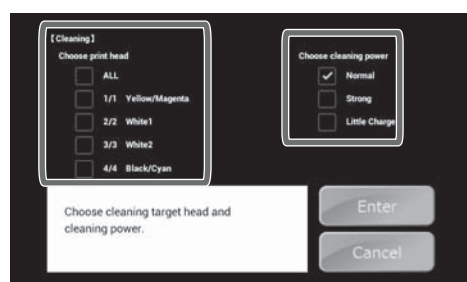 [Cleaning]
Choose print head
ALL
1/1 Yellow/Magenta
2/2 White1
3/3 White2
4/4 Black/Cyan
Choose cleaning power
Normal
Strong
Little Charge
Choose cleaning target head and
cleaning power.
Enter
Cancel